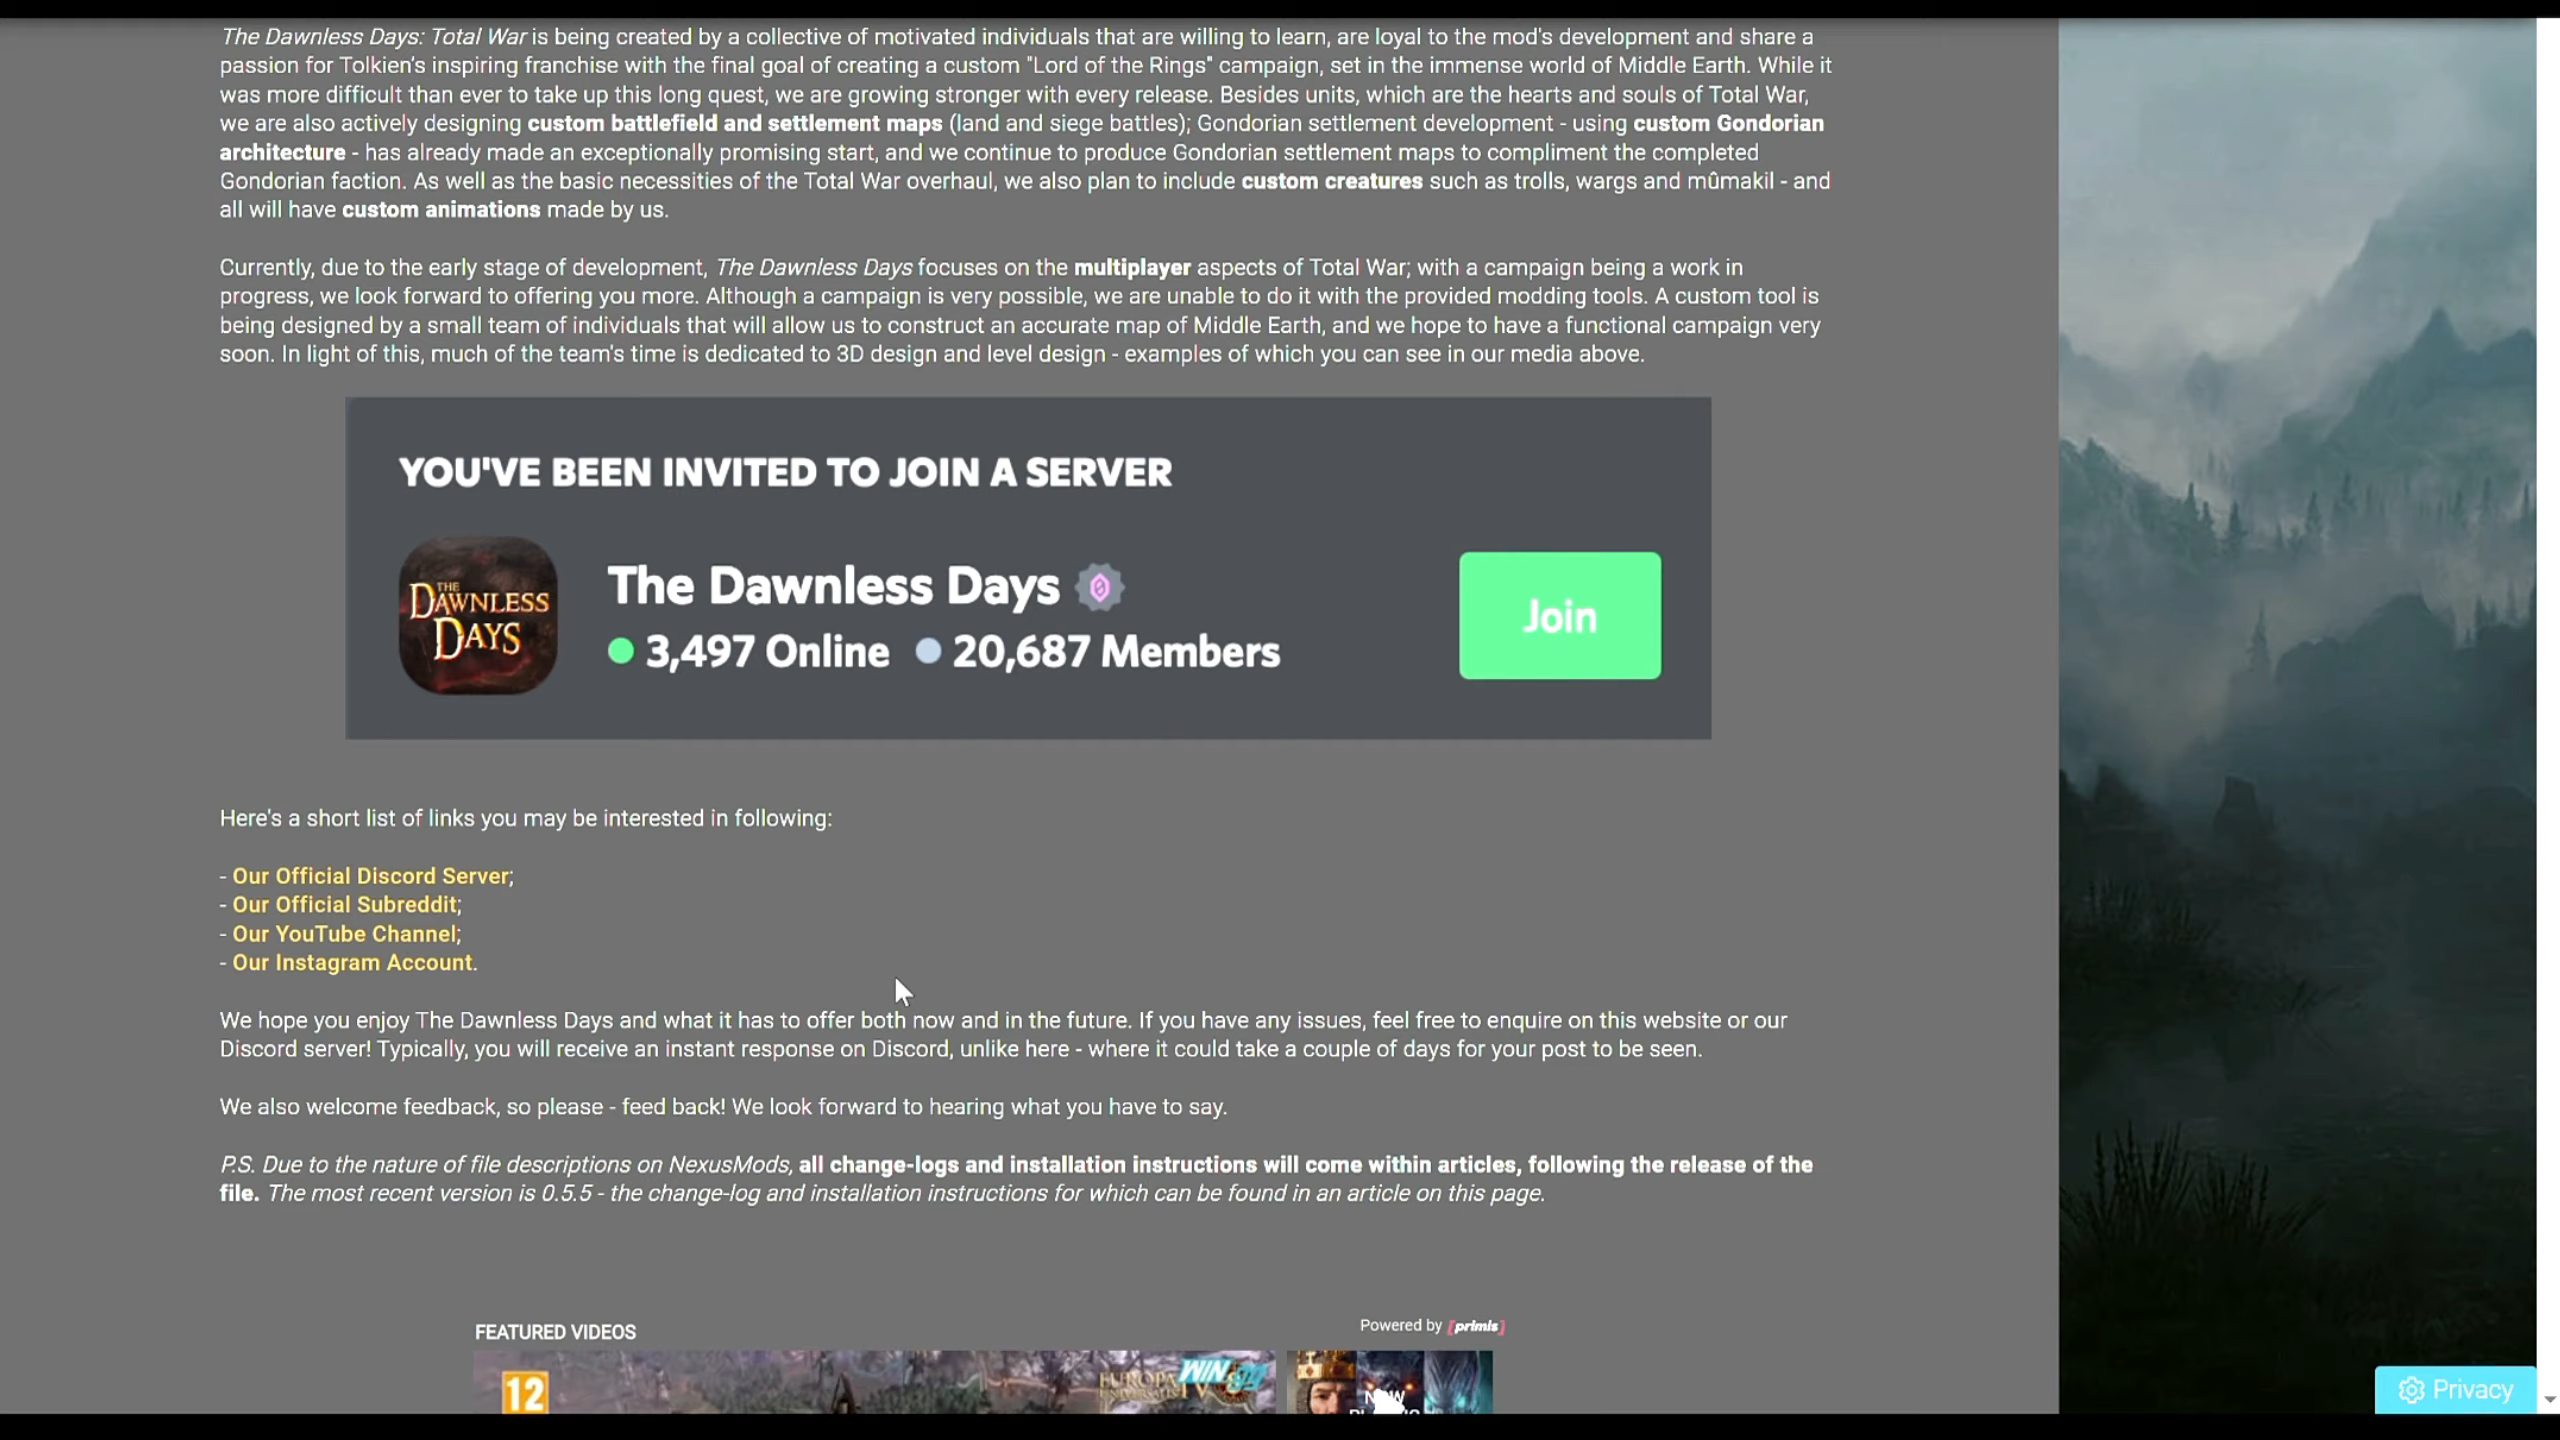 The Dawnless Days: Total War is being created by a collective of motivated individuals that are willing to learn, are loyal to the mod's development and share a
passion for Tolkien's inspiring franchise with the final goal of creating a custom "Lord of the Rings" campaign, set in the immense world of Middle Earth. While it
was more difficult than ever to take up this long quest, we are growing stronger with every release. Besides units, which are the hearts and souls of Total War,
we are also actively designing custom battlefield and settlement maps (land and siege battles); Gondorian settlement development - using custom Gondorian
architecture - has already made an exceptionally promising start, and we continue to produce Gondorian settlement maps to compliment the completed
Gondorian faction. As well as the basic necessities of the Total War overhaul, we also plan to include custom creatures such as trolls, wargs and mûmakil - and
all will have custom animations made by us.
Currently, due to the early stage of development, The Dawnless Days focuses on the multiplayer aspects of Total War; with a campaign being a work in
progress, we look forward to offering you more. Although a campaign is very possible, we are unable to do it with the provided modding tools. A custom tool is
being designed by a small team of individuals that will allow us to construct an accurate map of Middle Earth, and we hope to have a functional campaign very
soon. In light of this, much of the team's time is dedicated to 3D design and level design - examples of which you can see in our media above.
YOU'VE BEEN INVITED TO JOIN A SERVER
THE
DAWNLESS
DAYS
The Dawnless Days
3,497 Online 20,687 Members
Join
Here's a short list of links you may be interested in following:
- Our Official Discord Server;
- Our Official Subreddit;
- Our YouTube Channel;
- Our Instagram Account.
We hope you enjoy The Dawnless Days and what it has to offer both now and in the future. If you have any issues, feel free to enquire on this website or our
Discord server! Typically, you will receive an instant response on Discord, unlike here - where it could take a couple of days for your post to be seen.
We also welcome feedback, so please - feed back! We look forward to hearing what you have to say.
P.S. Due to the nature of file descriptions on NexusMods, all change-logs and installation instructions will come within articles, following the release of the
file. The most recent version is 0.5.5 - the change-log and installation instructions for which can be found in an article on this page.
FEATURED VIDEOS
Powered by [primis]
12
EUROPA
WIN.gg
NOW
Privacy